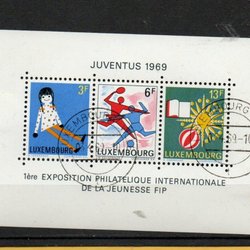 JUVENTUS 1969
3F 6F 13F
LUXEMBOURG LUXEMBOURG LUXEMBOURG
1ère EXPOSITION PHILATELIQUE INTERNATIONALE
DE LA JEUNESSE FIP